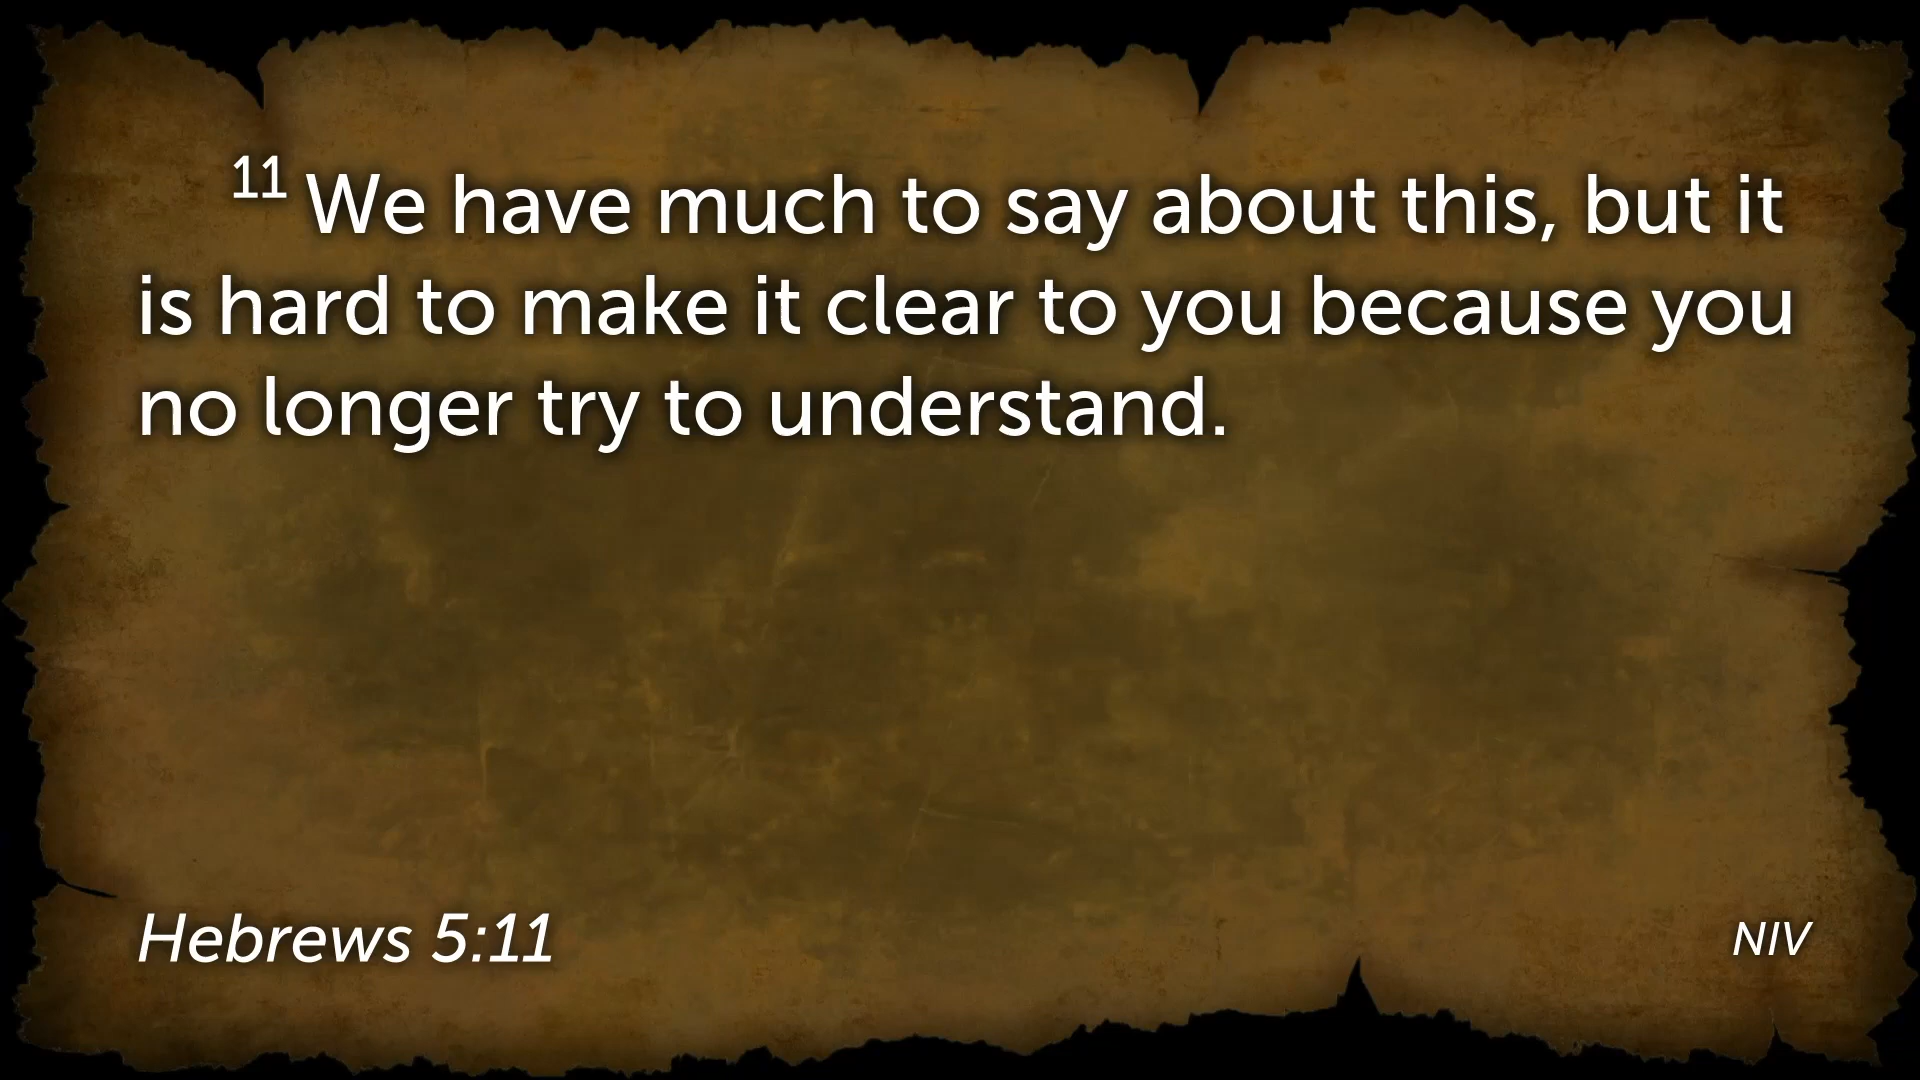 11 We have much to say about this, but it
is hard to make it clear to you because you
no longer try to understand.
Hebrews 5:11
NIV